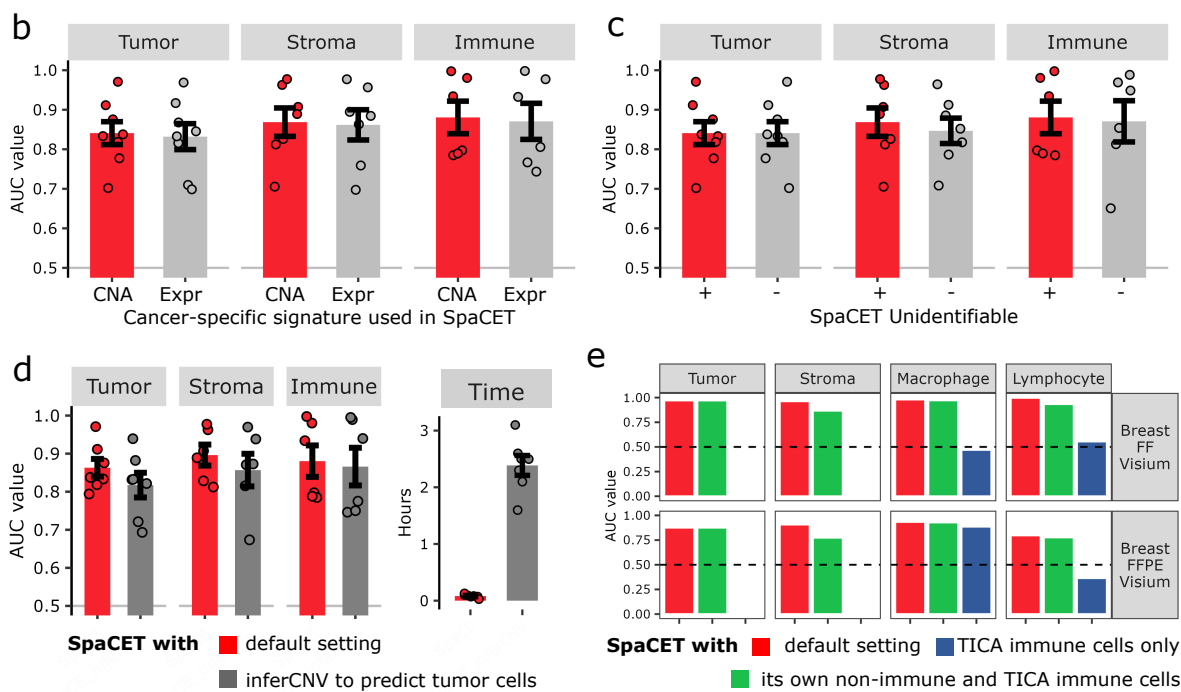 b
Tumor Stroma Immune
AUC value
1.0
0.9
0.8
0.7
0.6
0.5
CNA Expr CNA Expr CNA Expr
Cancer-specific signature used in SpaCET
c
Tumor Stroma Immune
AUC value
1.0
0.9
0.8
0.7
0.6
0.5
+ - + - + -
SpaCET Unidentifiable
d
Tumor Stroma Immune
AUC value
1.0
0.9
0.8
0.7
0.6
0.5
Time
Hours
3
2
1
0
SpaCET with default setting
inferCNV to predict tumor cells
e
Tumor Stroma Macrophage Lymphocyte
AUC value
1.00
0.75
0.50
0.25
0.00
Breast
FF
Visium
1.00
0.75
0.50
0.25
0.00
Breast
FFPE
Visium
SpaCET with default setting TICA immune cells only
its own non-immune and TICA immune cells